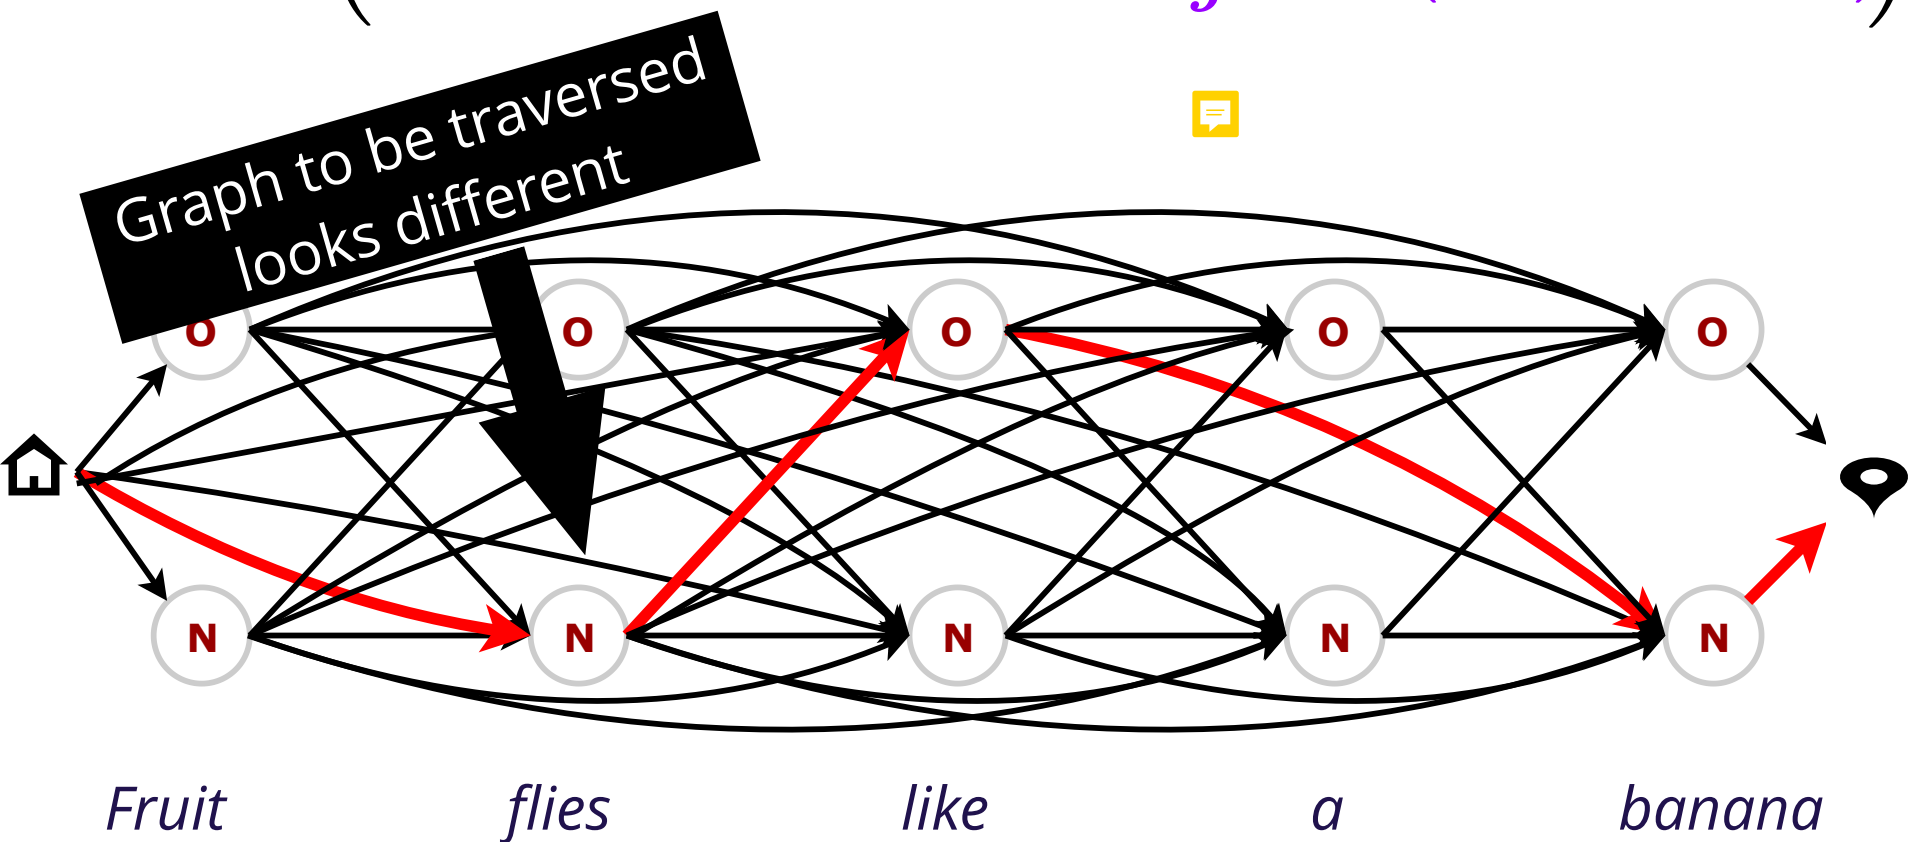 Graph to be traversed
looks different
O O O O O
N N N N N
Fruit flies like a banana